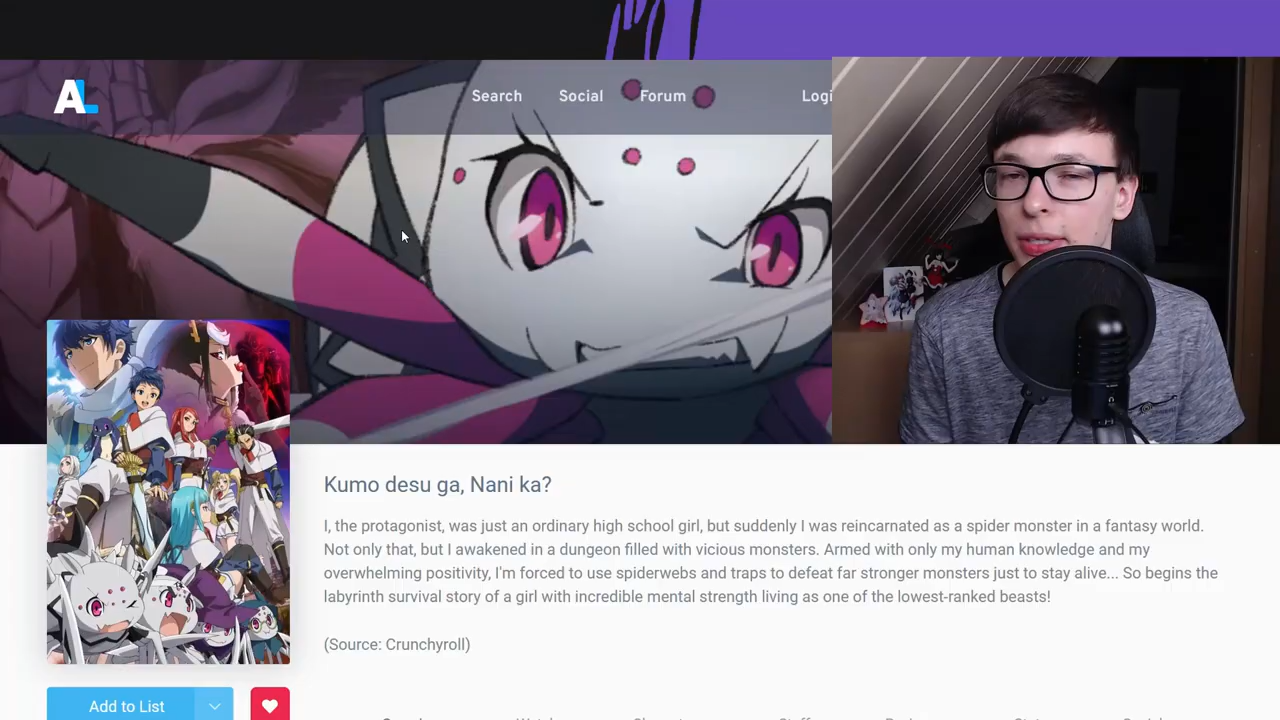 AL
Search Social Forum Logi
Kumo desu ga, Nani ka?
I, the protagonist, was just an ordinary high school girl, but suddenly I was reincarnated as a spider monster in a fantasy world.
Not only that, but I awakened in a dungeon filled with vicious monsters. Armed with only my human knowledge and my
overwhelming positivity, I'm forced to use spiderwebs and traps to defeat far stronger monsters just to stay alive... So begins the
labyrinth survival story of a girl with incredible mental strength living as one of the lowest-ranked beasts!
(Source: Crunchyroll)
Add to List